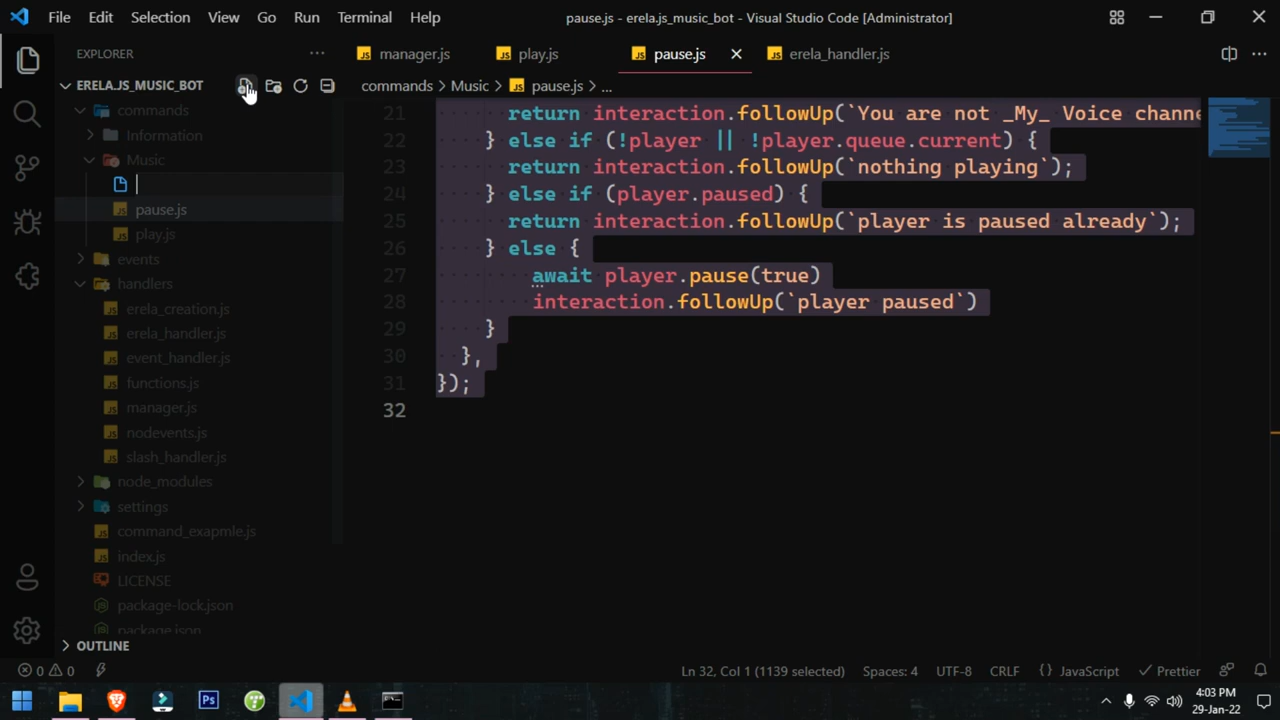 File Edit Selection View Go Run Terminal Help pause.js - erela.js_music_bot - Visual Studio Code [Administrator]
EXPLORER
ERELA.JS_MUSIC_BOT
commands
Information
Music
pause.js
play.js
events
handlers
erela_creation.js
erela_handler.js
event_handler.js
functions.js
manager.js
nodevents.js
slash_handler.js
node_modules
settings
command_exapmle.js
index.js
LICENSE
package-lock.json
package.json
OUTLINE
JS manager.js JS play.js JS pause.js JS erela_handler.js
commands > Music > JS pause.js > ...
21 return interaction.followUp(`You are not _My_ Voice channe
22 } else if (!player || !player.queue.current) {
23 return interaction.followUp(`nothing playing`);
24 } else if (player.paused) {
25 return interaction.followUp(`player is paused already`);
26 } else {
27 await player.pause(true)
28 interaction.followUp(`player paused`)
29 }
30 },
31 });
32
0 0 Ln 32, Col 1 (1139 selected) Spaces: 4 UTF-8 CRLF {} JavaScript Prettier
Ps 4:03 PM
29-Jan-22